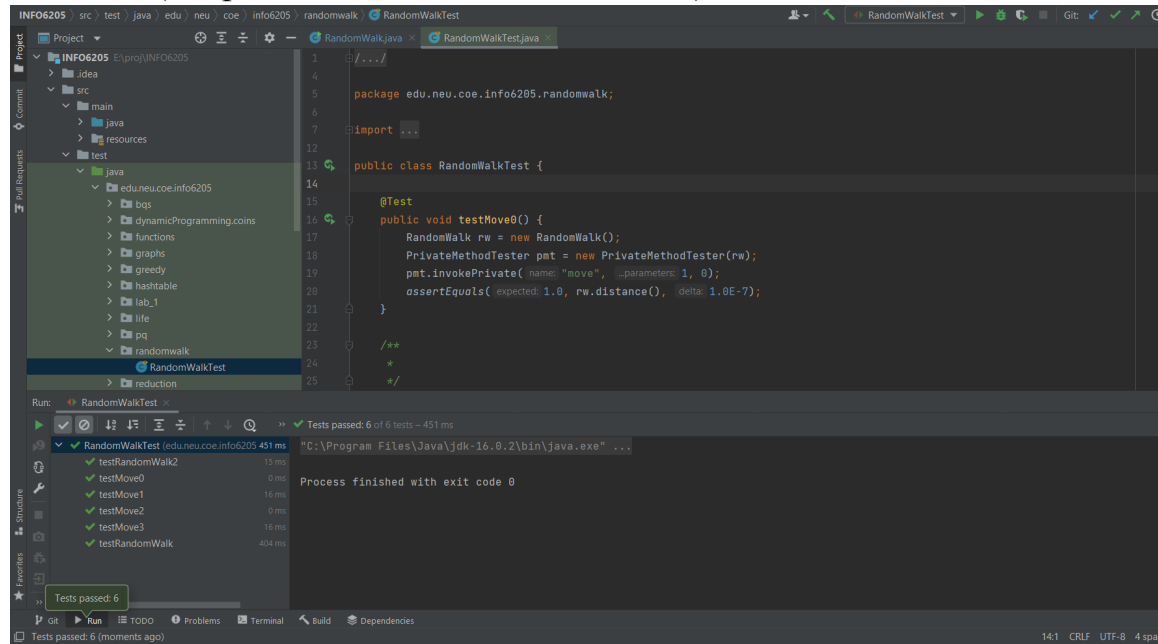 INFO6205 〉 src 〉 test 〉 java 〉 edu 〉 neu 〉 coe 〉 info6205 〉 randomwalk 〉 RandomWalkTest
RandomWalkTest
Git:
Project
INFO6205 E:\proj\INFO6205
.idea
src
main
java
resources
test
java
edu.neu.coe.info6205
bqs
dynamicProgramming.coins
functions
graphs
greedy
hashtable
lab_1
life
pq
randomwalk
RandomWalkTest
reduction
RandomWalk.java
RandomWalkTest.java
1 /.../
4
5 package edu.neu.coe.info6205.randomwalk;
6
7 import ...
12
13 public class RandomWalkTest {
14
15 @Test
16 public void testMove0() {
17 RandomWalk rw = new RandomWalk();
18 PrivateMethodTester pmt = new PrivateMethodTester(rw);
19 pmt.invokePrivate( name: "move", ...parameters: 1, 0);
20 assertEquals( expected: 1.0, rw.distance(), delta: 1.0E-7);
21 }
22
23 /**
24 *
25 */
Project
Commit
Pull Requests
Structure
Favorites
Run: RandomWalkTest
Tests passed: 6 of 6 tests – 451 ms
RandomWalkTest (edu.neu.coe.info6205 451 ms
testRandomWalk2 15 ms
testMove0 0 ms
testMove1 16 ms
testMove2 0 ms
testMove3 16 ms
testRandomWalk 404 ms
"C:\Program Files\Java\jdk-16.0.2\bin\java.exe" ...
Process finished with exit code 0
Tests passed: 6
Git Run TODO Problems Terminal Build Dependencies
Tests passed: 6 (moments ago)
14:1 CRLF UTF-8 4 spa